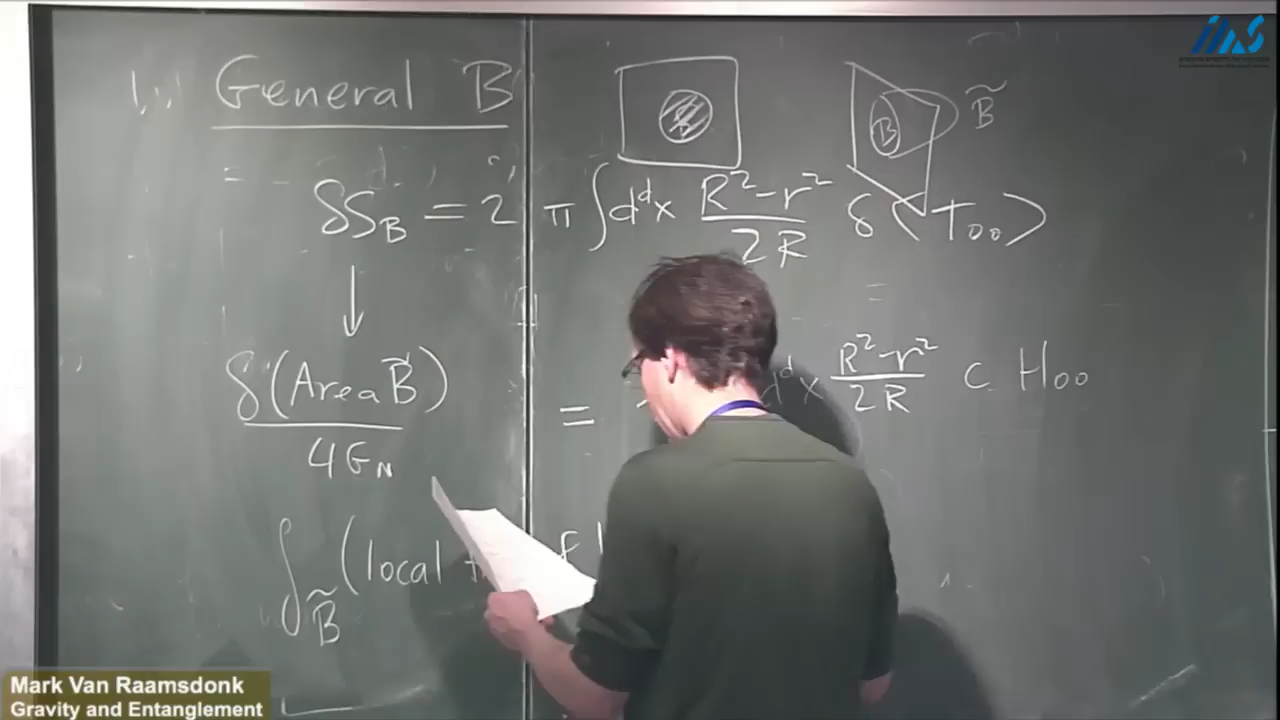 General B
B
B
B̃
δS_B = 2π ∫ d^d x (R² − r²)/(2R) δ⟨T₀₀⟩
↓ =
δ(Area B̃)/(4G_N) = d^d x (R² − r²)/(2R) c H₀₀
∫_B̃ (local
Mark Van Raamsdonk
Gravity and Entanglement